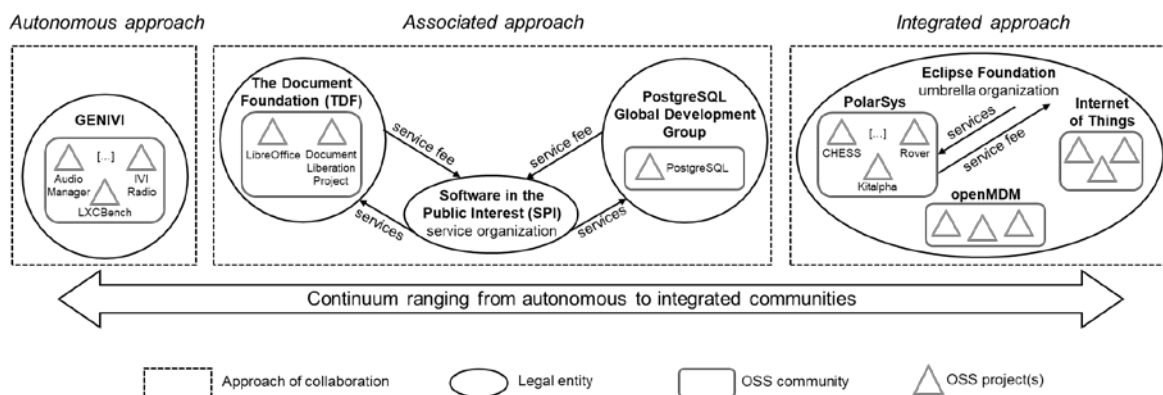 Autonomous approach
Associated approach
Integrated approach
GENIVI
[...]
Audio
Manager
IVI
Radio
LXCBench
The Document
Foundation (TDF)
LibreOffice
Document
Liberation
Project
service fee
service fee
services
services
Software in the
Public Interest (SPI)
service organization
PostgreSQL
Global Development
Group
PostgreSQL
Eclipse Foundation
umbrella organization
PolarSys
[...]
CHESS
Rover
Kitalpha
services
service fee
Internet
of Things
openMDM
Continuum ranging from autonomous to integrated communities
Approach of collaboration
Legal entity
OSS community
OSS project(s)